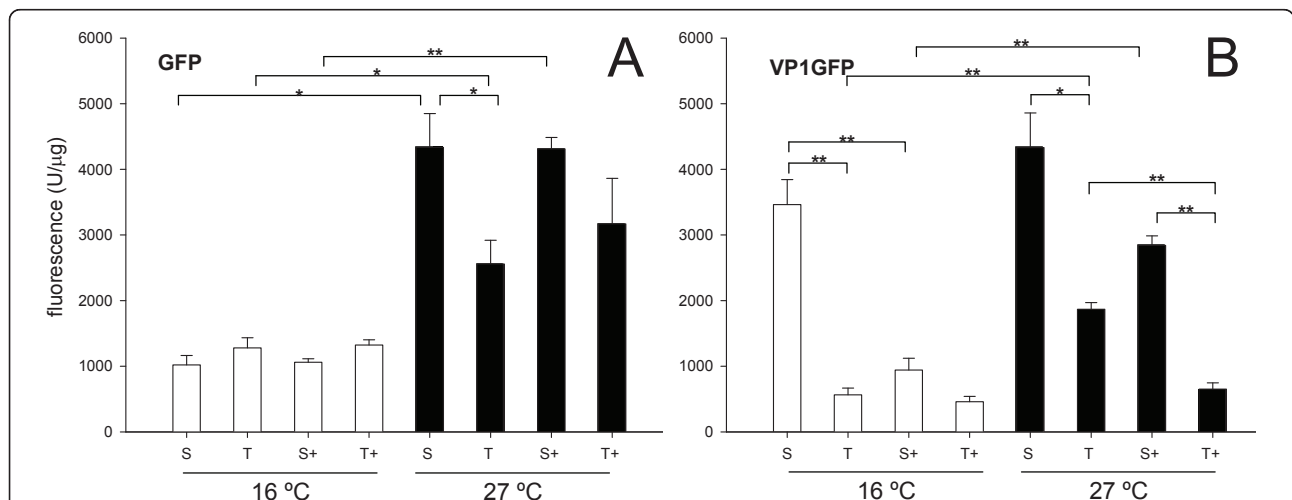 GFP
A
fluorescence (U/μg)
6000
5000
4000
3000
2000
1000
0
*
*
**
*
S T S+ T+ S T S+ T+
16 ºC 27 ºC
VP1GFP
B
6000
5000
4000
3000
2000
1000
0
**
**
*
**
**
**
**
S T S+ T+ S T S+ T+
16 ºC 27 ºC